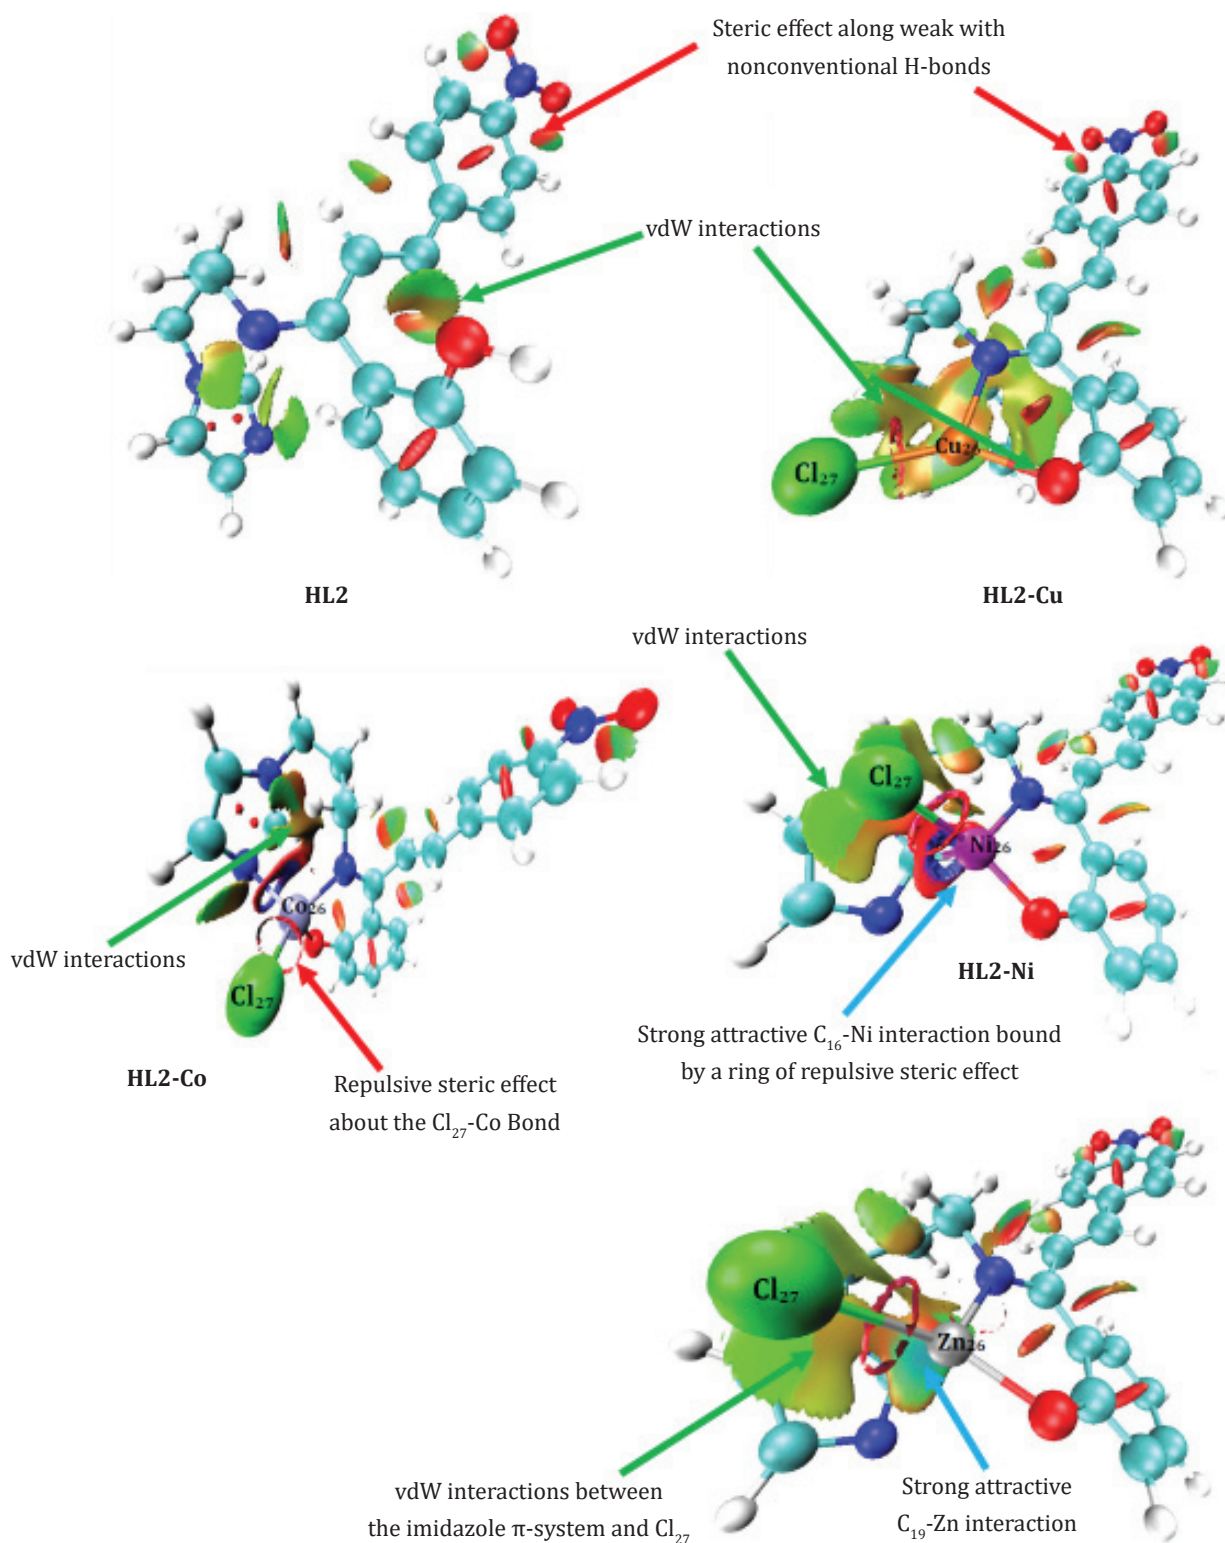 Steric effect along weak with
nonconventional H-bonds
vdW interactions
Cl₂₇
Cu₂₆
HL2
HL2-Cu
vdW interactions
Cl₂₇
Ni₂₆
Co₂₆
vdW interactions
Cl₂₇
HL2-Ni
HL2-Co
Strong attractive C₁₆-Ni interaction bound
by a ring of repulsive steric effect
Repulsive steric effect
about the Cl₂₇-Co Bond
Cl₂₇
Zn₂₆
vdW interactions between
the imidazole π-system and Cl₂₇
Strong attractive
C₁₉-Zn interaction